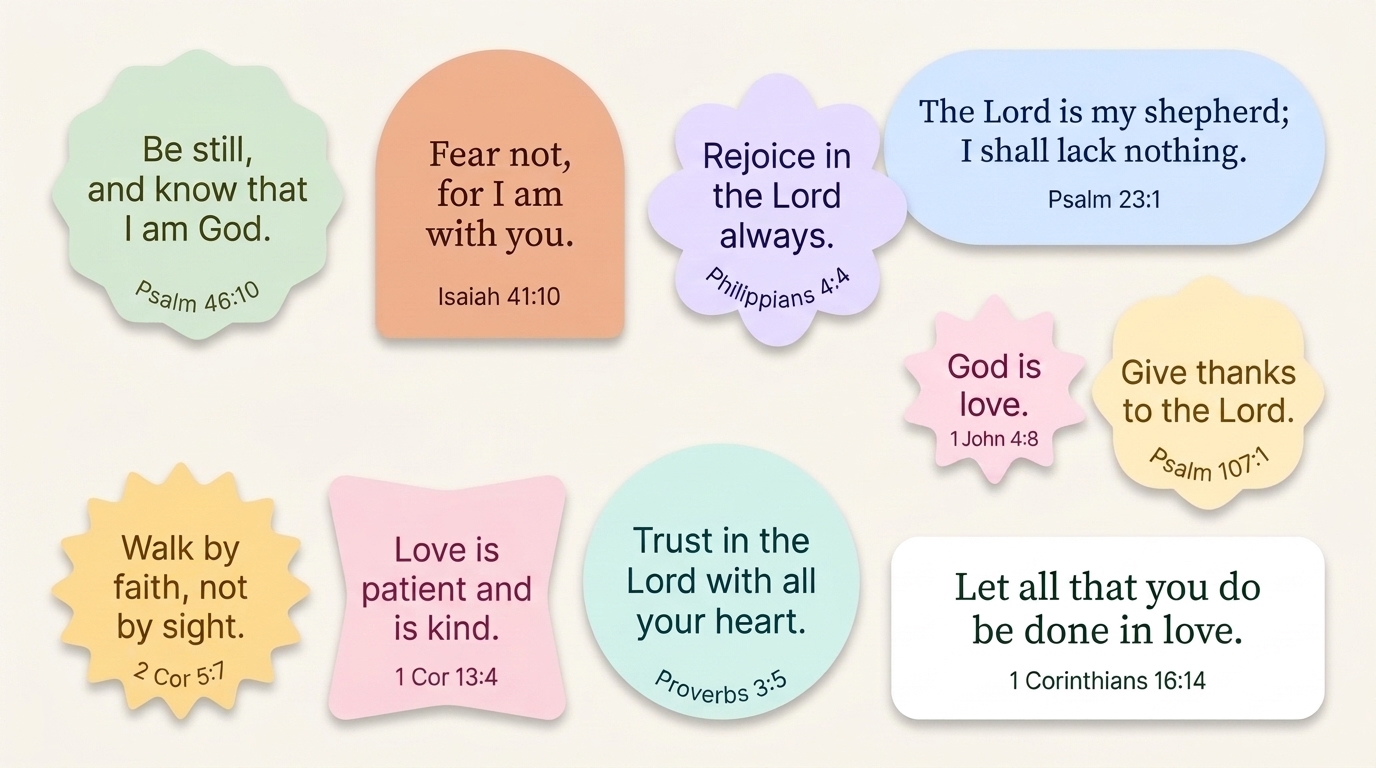 Be still,
and know that
I am God.
Psalm 46:10
Fear not,
for I am
with you.
Isaiah 41:10
Rejoice in
the Lord
always.
Philippians 4:4
The Lord is my shepherd;
I shall lack nothing.
Psalm 23:1
God is
love.
1 John 4:8
Give thanks
to the Lord.
Psalm 107:1
Walk by
faith, not
by sight.
2 Cor 5:7
Love is
patient and
is kind.
1 Cor 13:4
Trust in the
Lord with all
your heart.
Proverbs 3:5
Let all that you do
be done in love.
1 Corinthians 16:14